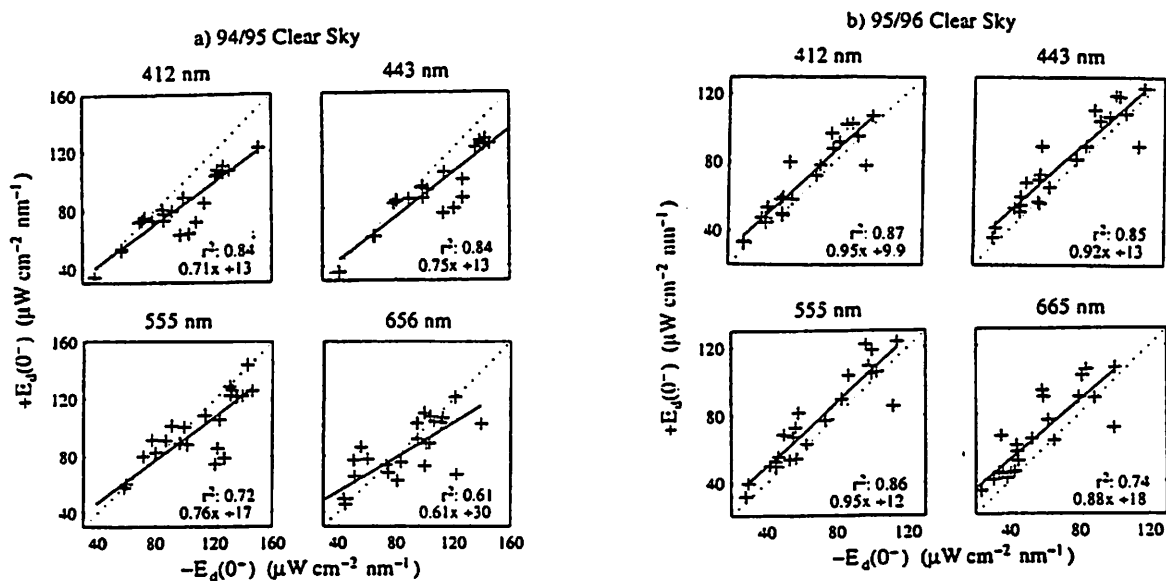 a) 94/95 Clear Sky
412 nm
443 nm
160
120
80
40
r²: 0.84
0.71x +13
r²: 0.84
0.75x +13
555 nm
656 nm
160
120
80
40
r²: 0.72
0.76x +17
r²: 0.61
0.61x +30
40 80 120 160
40 80 120 160
+E_d(0⁻) (µW cm⁻² nm⁻¹)
−E_d(0⁻) (µW cm⁻² nm⁻¹)
b) 95/96 Clear Sky
412 nm
443 nm
120
80
40
r²: 0.87
0.95x +9.9
r²: 0.85
0.92x +13
555 nm
665 nm
120
80
40
r²: 0.86
0.95x +12
r²: 0.74
0.88x +18
40 80 120
40 80 120
+E_d(0⁻) (µW cm⁻² nm⁻¹)
−E_d(0⁻) (µW cm⁻² nm⁻¹)